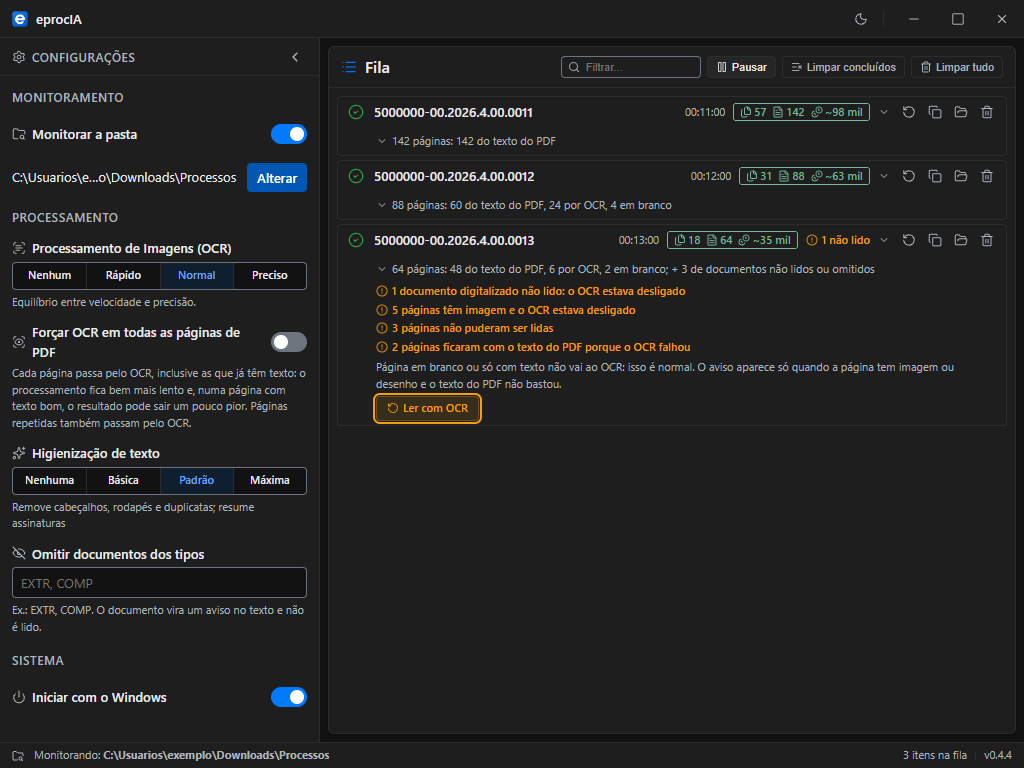 eprocIA
CONFIGURAÇÕES
MONITORAMENTO
Monitorar a pasta
C:\Usuarios\e...o\Downloads\Processos
Alterar
PROCESSAMENTO
Processamento de Imagens (OCR)
Nenhum Rápido Normal Preciso
Equilíbrio entre velocidade e precisão.
Forçar OCR em todas as páginas de
PDF
Cada página passa pelo OCR, inclusive as que já têm texto: o
processamento fica bem mais lento e, numa página com
texto bom, o resultado pode sair um pouco pior. Páginas
repetidas também passam pelo OCR.
Higienização de texto
Nenhuma Básica Padrão Máxima
Remove cabeçalhos, rodapés e duplicatas; resume
assinaturas
Omitir documentos dos tipos
EXTR, COMP
Ex.: EXTR, COMP. O documento vira um aviso no texto e não
é lido.
SISTEMA
Iniciar com o Windows
Fila
Filtrar...
Pausar
Limpar concluídos
Limpar tudo
5000000-00.2026.4.00.0011 00:11:00 57 142 ~98 mil
142 páginas: 142 do texto do PDF
5000000-00.2026.4.00.0012 00:12:00 31 88 ~63 mil
88 páginas: 60 do texto do PDF, 24 por OCR, 4 em branco
5000000-00.2026.4.00.0013 00:13:00 18 64 ~35 mil 1 não lido
64 páginas: 48 do texto do PDF, 6 por OCR, 2 em branco; + 3 de documentos não lidos ou omitidos
1 documento digitalizado não lido: o OCR estava desligado
5 páginas têm imagem e o OCR estava desligado
3 páginas não puderam ser lidas
2 páginas ficaram com o texto do PDF porque o OCR falhou
Página em branco ou só com texto não vai ao OCR: isso é normal. O aviso aparece só quando a página tem imagem ou
desenho e o texto do PDF não bastou.
Ler com OCR
Monitorando: C:\Usuarios\exemplo\Downloads\Processos
3 itens na fila
v0.4.4